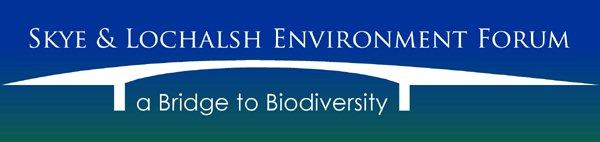 Skye & Lochalsh Environment Forum
a Bridge to Biodiversity